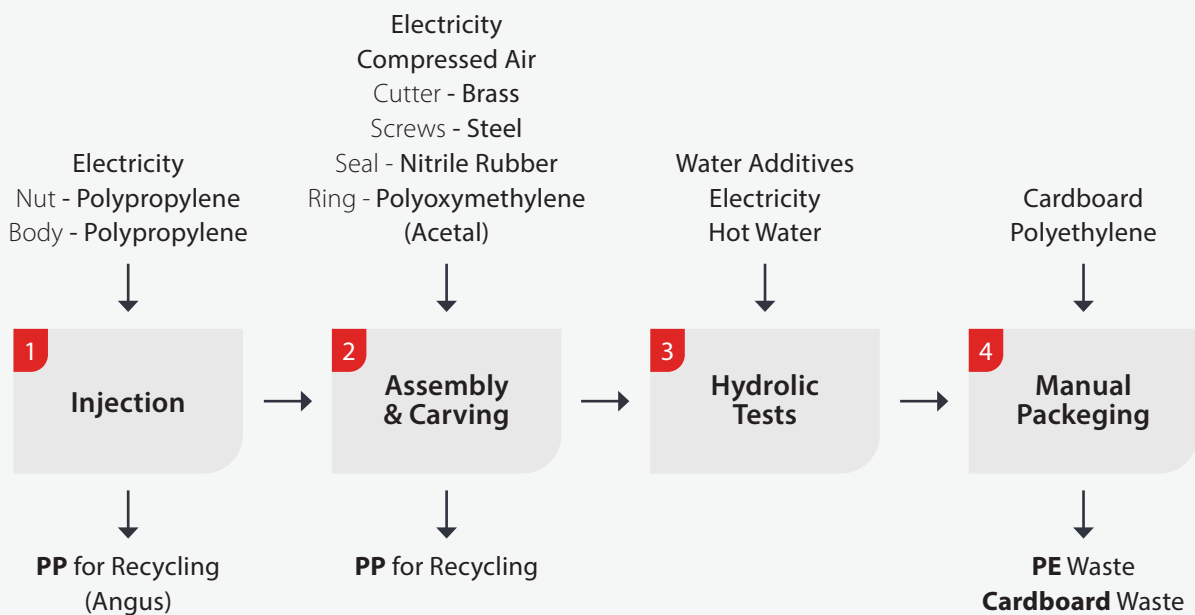 Electricity
Nut - Polypropylene
Body - Polypropylene
1
Injection
PP for Recycling
(Angus)
Electricity
Compressed Air
Cutter - Brass
Screws - Steel
Seal - Nitrile Rubber
Ring - Polyoxymethylene
(Acetal)
2
Assembly
& Carving
PP for Recycling
Water Additives
Electricity
Hot Water
3
Hydrolic
Tests
Cardboard
Polyethylene
4
Manual
Packeging
PE Waste
Cardboard Waste